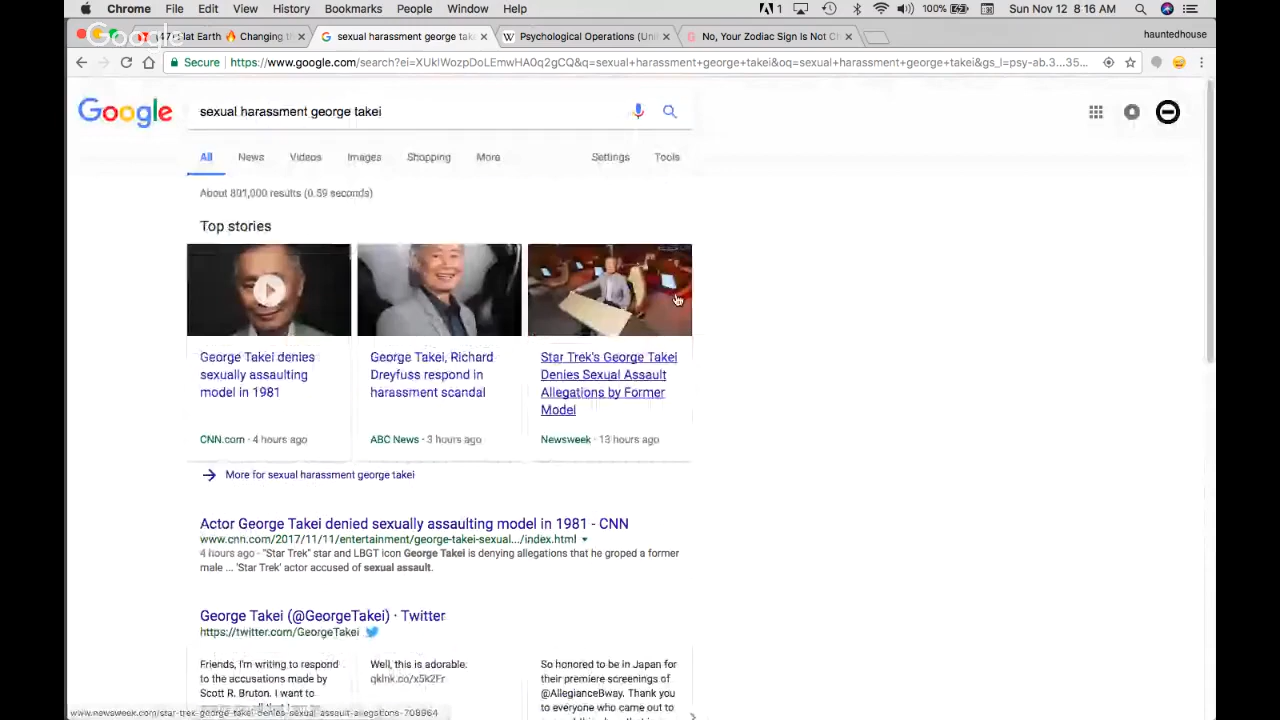 Chrome File Edit View History Bookmarks People Window Help 1 100% Sun Nov 12 8:16 AM
Google
Flat Earth 🔥 Changing th × sexual harassment george take × W Psychological Operations (Uni × No, Your Zodiac Sign Is Not Ch × hauntedhouse
Secure https://www.google.com/search?ei=XUkIWozpDoLEmwHA0q2gCQ&q=sexual+harassment+george+takei&oq=sexual+harassment+george+takei&gs_l=psy-ab.3...35...
Google sexual harassment george takei
All News Videos Images Shopping More Settings Tools
About 801,000 results (0.59 seconds)
Top stories
George Takei denies
sexually assaulting
model in 1981
CNN.com · 4 hours ago
George Takei, Richard
Dreyfuss respond in
harassment scandal
ABC News · 3 hours ago
Star Trek's George Takei
Denies Sexual Assault
Allegations by Former
Model
Newsweek · 13 hours ago
More for sexual harassment george takei
Actor George Takei denied sexually assaulting model in 1981 - CNN
www.cnn.com/2017/11/11/entertainment/george-takei-sexual.../index.html
4 hours ago - "Star Trek" star and LBGT icon George Takei is denying allegations that he groped a former
male ... 'Star Trek' actor accused of sexual assault.
George Takei (@GeorgeTakei) · Twitter
https://twitter.com/GeorgeTakei
Friends, I'm writing to respond
to the accusations made by
Scott R. Bruton. I want to
Well, this is adorable.
qklnk.co/x5k2Fr
So honored to be in Japan for
their premiere screenings of
@AllegianceBway. Thank you
to everyone who came out to
www.newsweek.com/star-trek-george-takei-denies-sexual-assault-allegations-708964